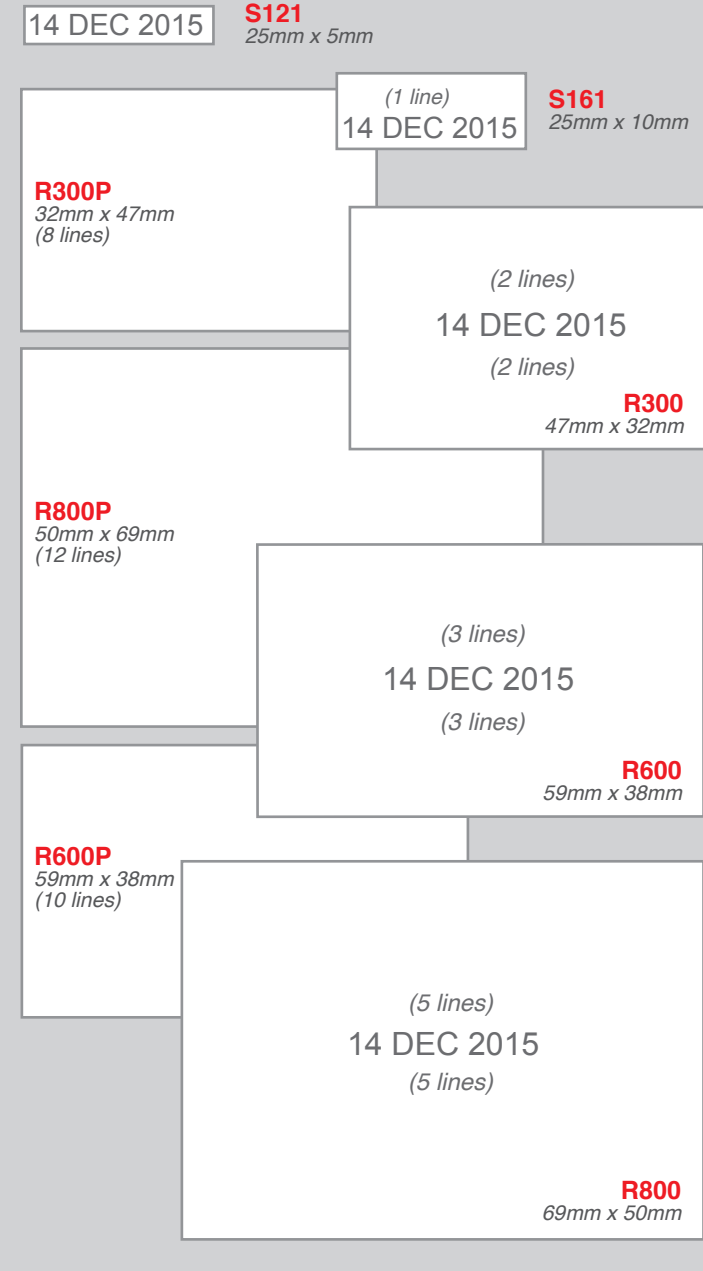 14 DEC 2015
S121
25mm x 5mm
(1 line)
14 DEC 2015
S161
25mm x 10mm
R300P
32mm x 47mm
(8 lines)
(2 lines)
14 DEC 2015
(2 lines)
R300
47mm x 32mm
R800P
50mm x 69mm
(12 lines)
(3 lines)
14 DEC 2015
(3 lines)
R600
59mm x 38mm
R600P
59mm x 38mm
(10 lines)
(5 lines)
14 DEC 2015
(5 lines)
R800
69mm x 50mm